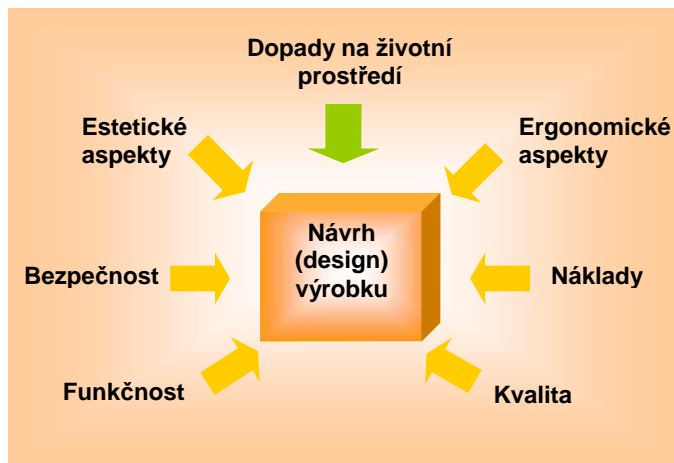 Dopady na životní
prostředí
Estetické
aspekty
Ergonomické
aspekty
Návrh
(design)
výrobku
Bezpečnost
Náklady
Funkčnost
Kvalita